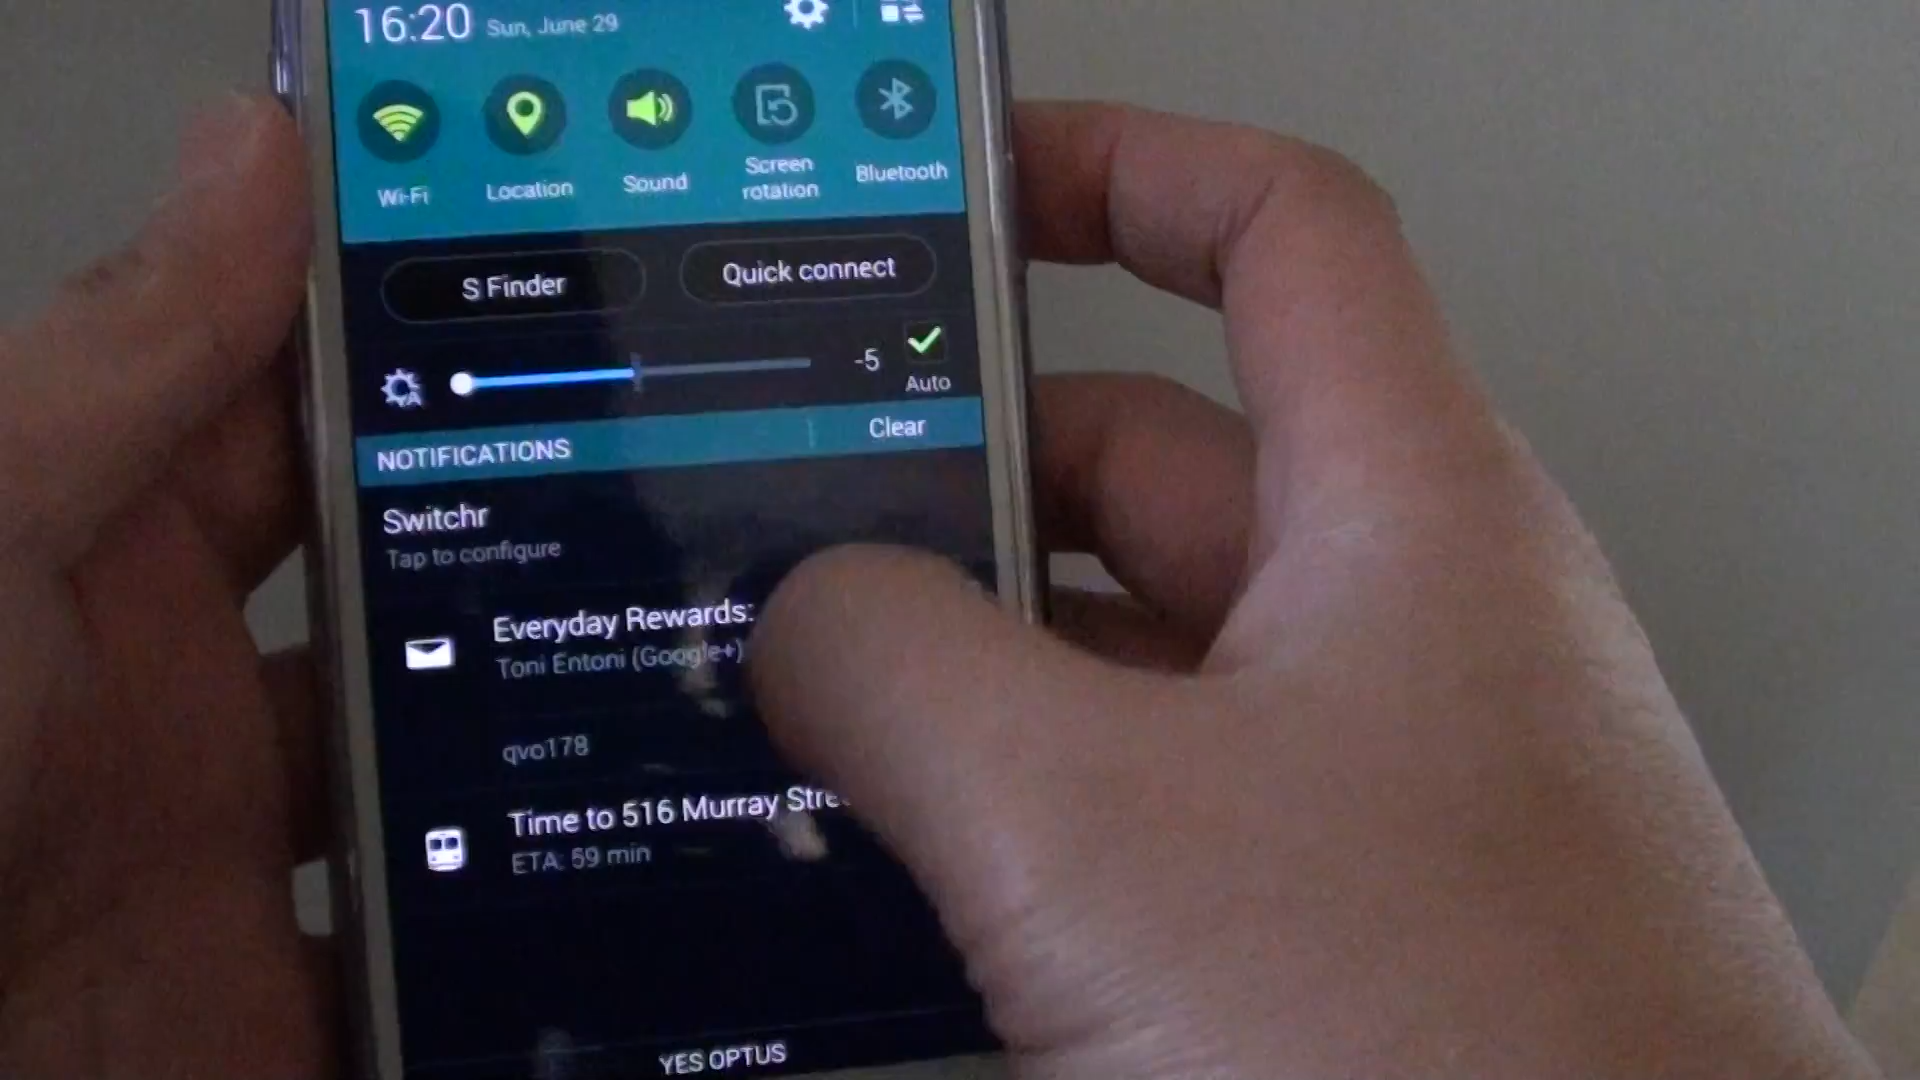 16:20 Sun, June 29
Wi-Fi Location Sound Screen rotation Bluetooth
S Finder Quick connect
-5 Auto
NOTIFICATIONS Clear
Switchr
Tap to configure
Everyday Rewards:
Toni Entoni (Google+)
qvo178
Time to 516 Murray Stre
ETA: 59 min
YES OPTUS